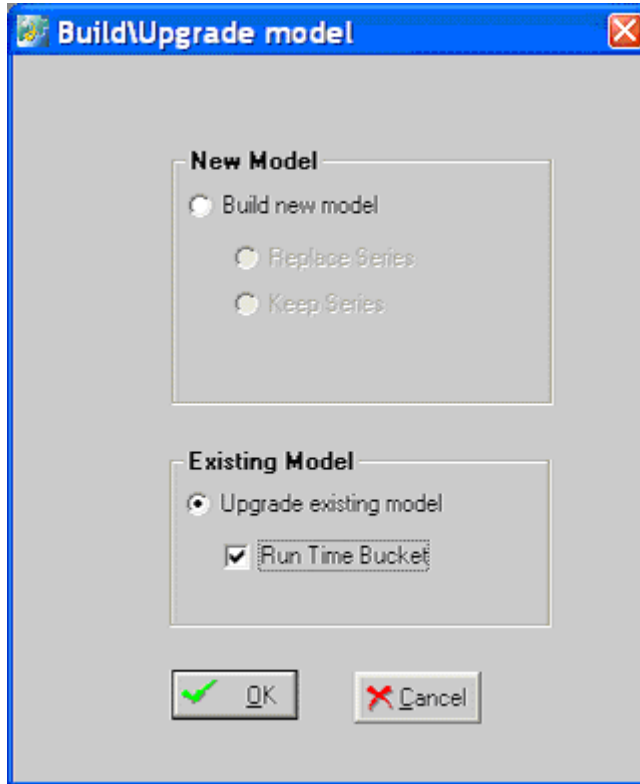 Build\Upgrade model
New Model
Build new model
Replace Series
Keep Series
Existing Model
Upgrade existing model
Run Time Bucket
OK
Cancel